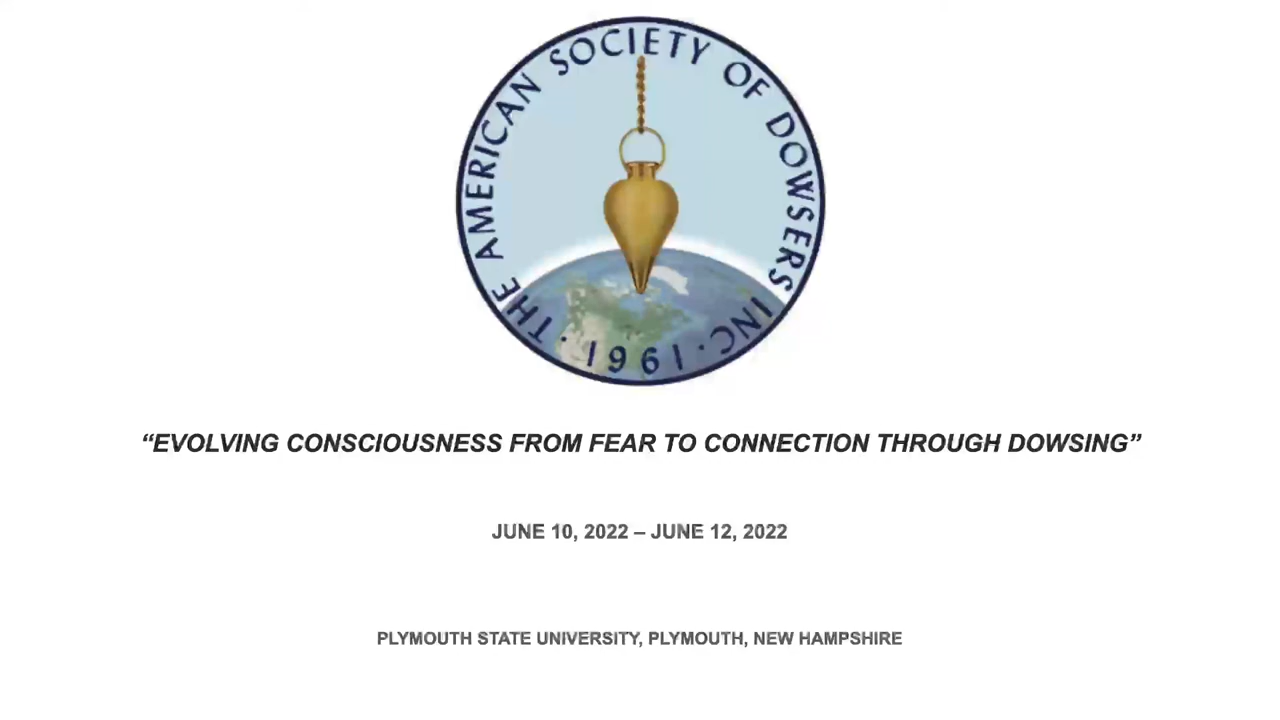 THE AMERICAN SOCIETY OF DOWSERS INC · 1961 ·
“EVOLVING CONSCIOUSNESS FROM FEAR TO CONNECTION THROUGH DOWSING”
JUNE 10, 2022 – JUNE 12, 2022
PLYMOUTH STATE UNIVERSITY, PLYMOUTH, NEW HAMPSHIRE